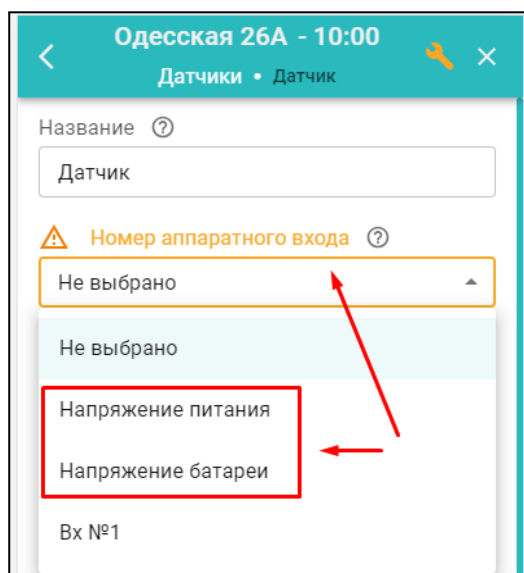 Одесская 26А - 10:00
Датчики • Датчик
Название
Датчик
Номер аппаратного входа
Не выбрано
Не выбрано
Напряжение питания
Напряжение батареи
Вх №1